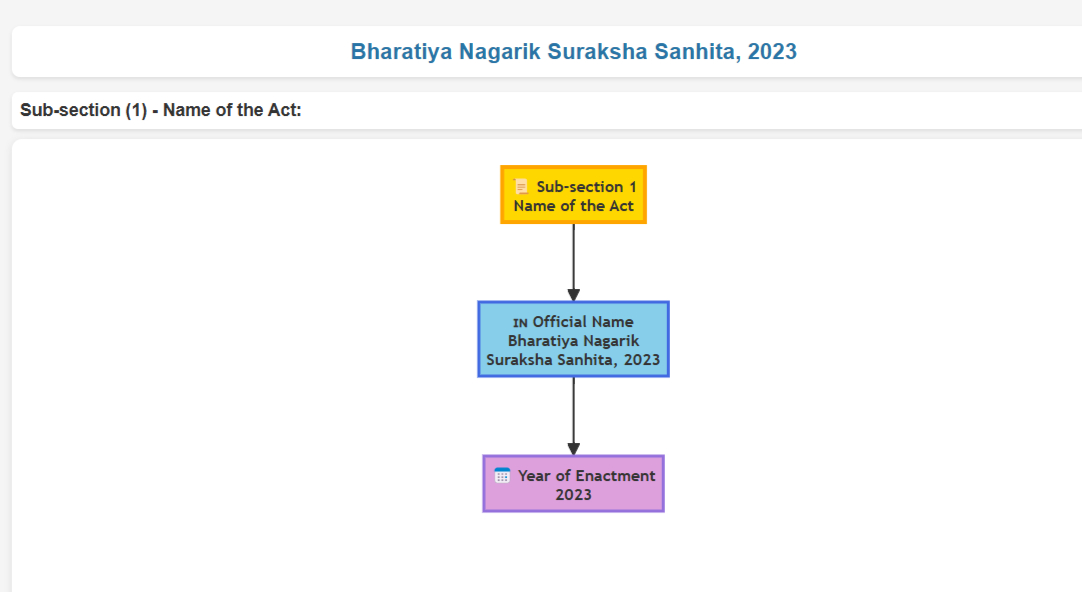 Bharatiya Nagarik Suraksha Sanhita, 2023
Sub-section (1) - Name of the Act:
Sub-section 1
Name of the Act
IN Official Name
Bharatiya Nagarik
Suraksha Sanhita, 2023
Year of Enactment
2023